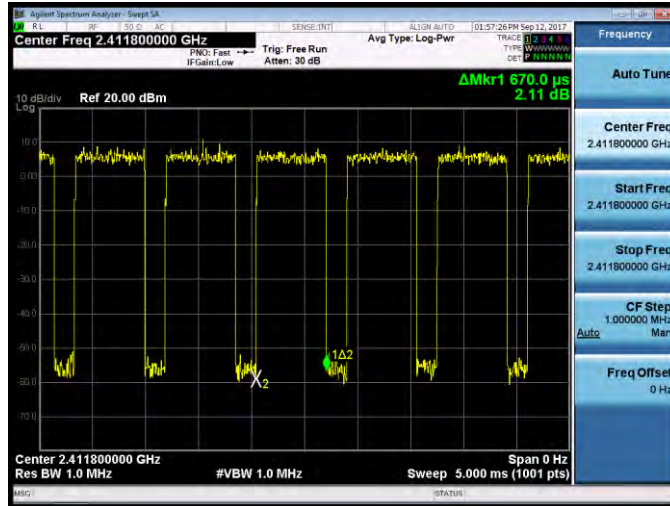 Agilent Spectrum Analyzer - Swept SA
RL RF 50 Ω AC SENSE:INT ALIGN AUTO 01:57:26 PM Sep 12, 2017
Center Freq 2.411800000 GHz
PNO: Fast
IFGain:Low
Trig: Free Run
Atten: 30 dB
Avg Type: Log-Pwr
TRACE 1 2 3 4 5 6
TYPE WWWWWW
DET P NNNNN
ΔMkr1 670.0 µs
2.11 dB
10 dB/div
Log
Ref 20.00 dBm
10.0
0.00
-10.0
-20.0
-30.0
-40.0
-50.0
-60.0
-70.0
1Δ2
2
Center 2.411800000 GHz
Span 0 Hz
Res BW 1.0 MHz
#VBW 1.0 MHz
Sweep 5.000 ms (1001 pts)
MSG
STATUS
Frequency
Auto Tune
Center Freq
2.411800000 GHz
Start Freq
2.411800000 GHz
Stop Freq
2.411800000 GHz
CF Step
1.000000 MHz
Auto Man
Freq Offset
0 Hz